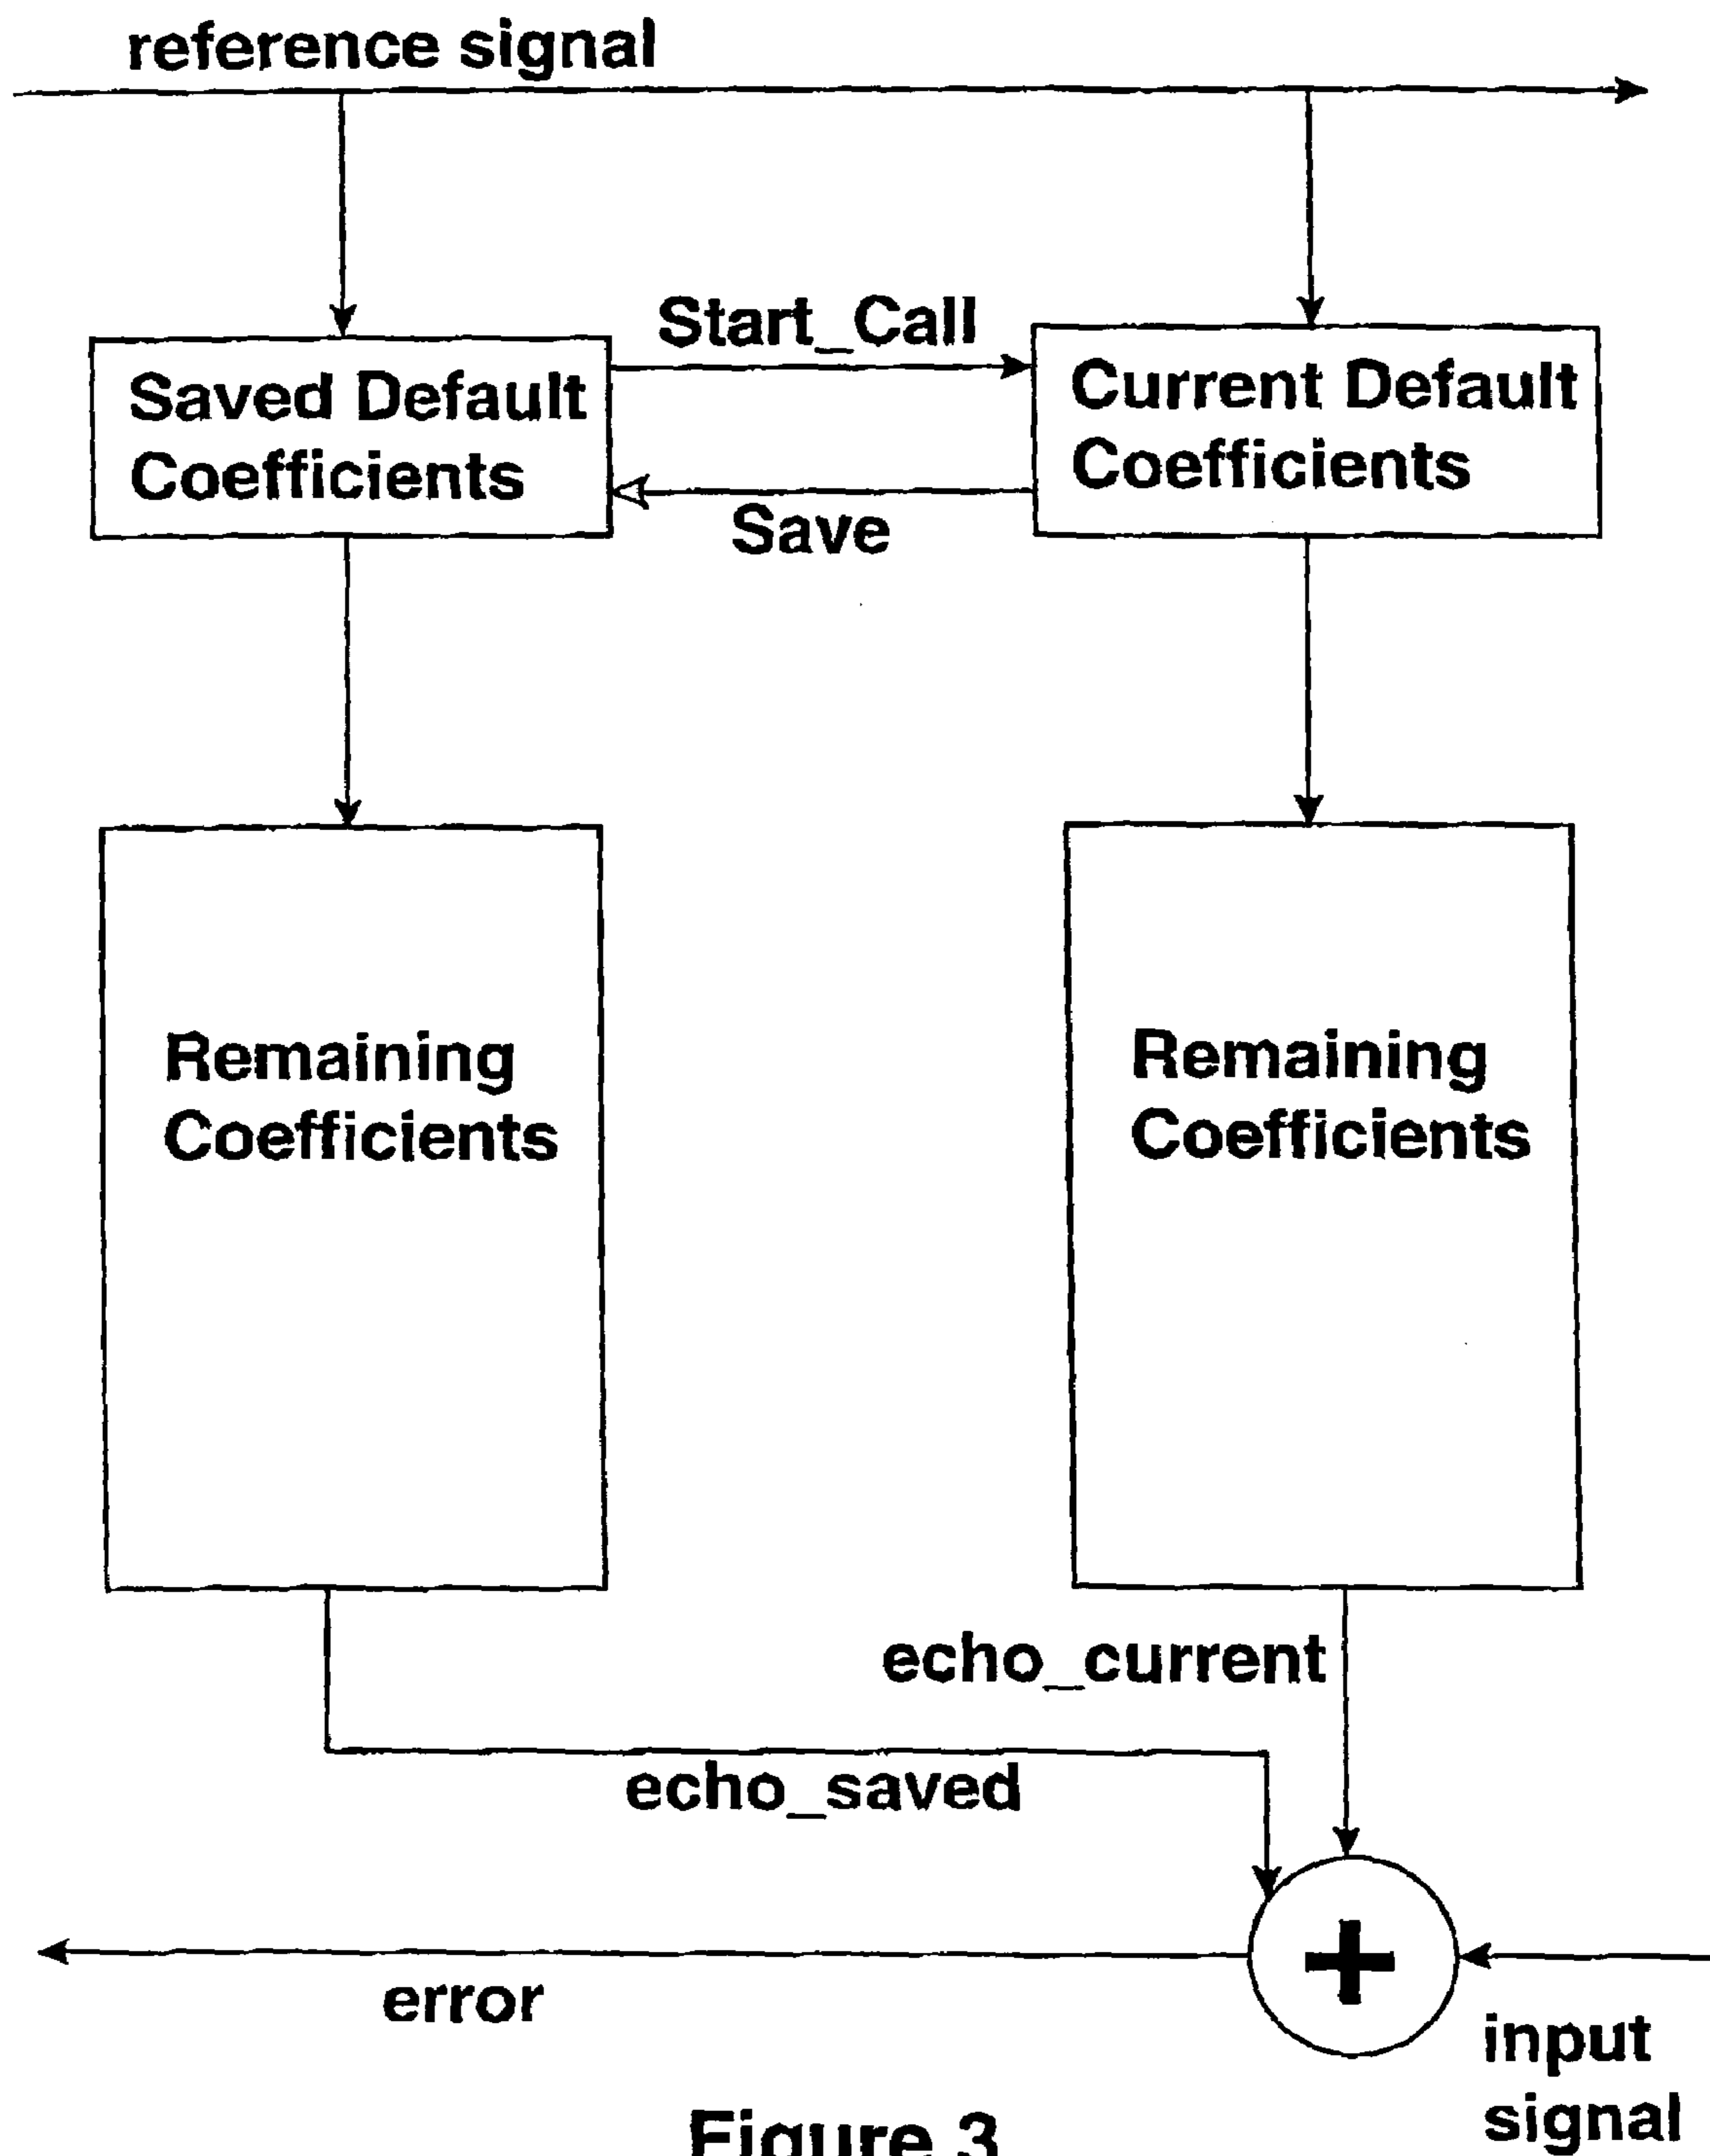 reference signal
Start_Call
Saved Default
Coefficients
Current Default
Coefficients
Save
Remaining
Coefficients
Remaining
Coefficients
echo_current
echo_saved
+
error
input
signal
Figure 3